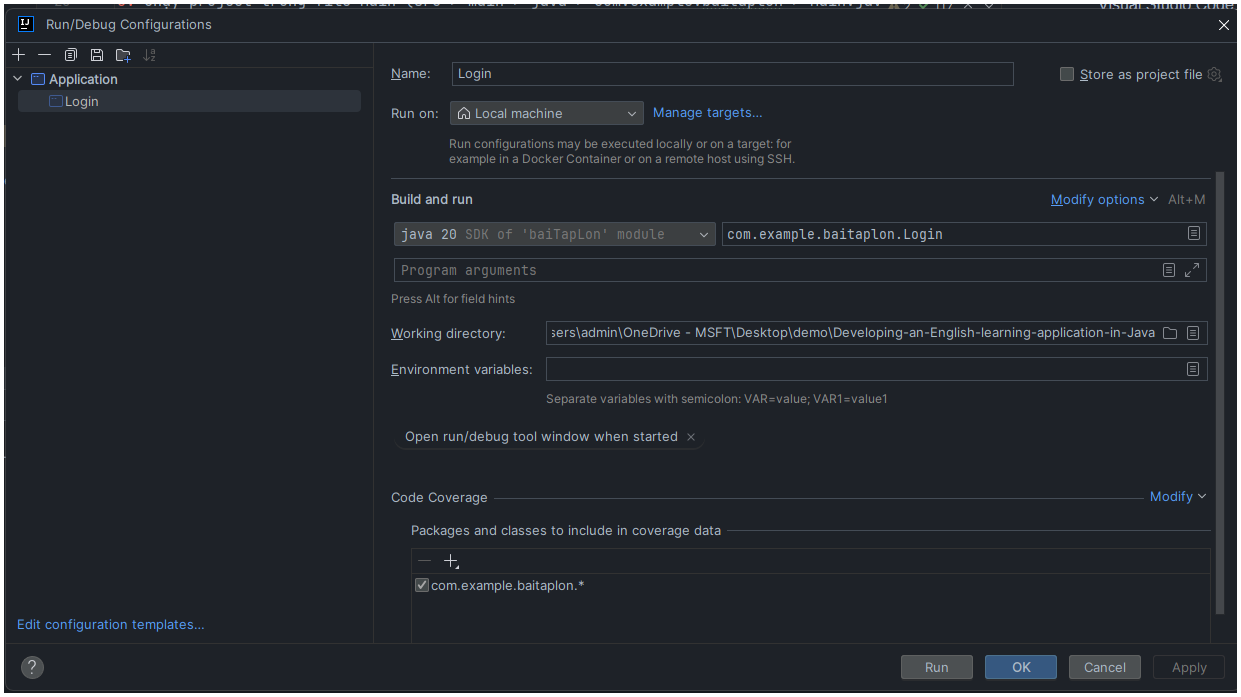 Run/Debug Configurations
Application
Login
Name:
Login
Store as project file
Run on:
Local machine
Manage targets...
Run configurations may be executed locally or on a target: for
example in a Docker Container or on a remote host using SSH.
Build and run
Modify options
Alt+M
java 20 SDK of 'baiTapLon' module
com.example.baitaplon.Login
Program arguments
Press Alt for field hints
Working directory:
sers\admin\OneDrive - MSFT\Desktop\demo\Developing-an-English-learning-application-in-Java
Environment variables:
Separate variables with semicolon: VAR=value; VAR1=value1
Open run/debug tool window when started
Code Coverage
Modify
Packages and classes to include in coverage data
com.example.baitaplon.*
Edit configuration templates...
?
Run
OK
Cancel
Apply